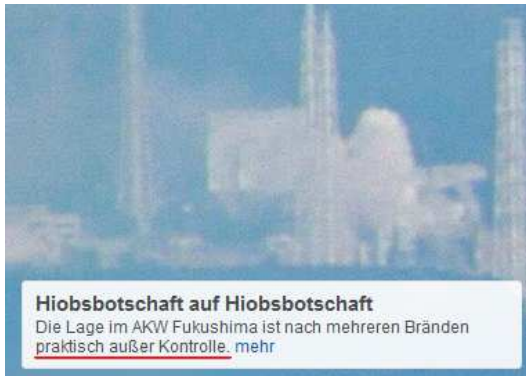 Hiobsbotschaft auf Hiobsbotschaft
Die Lage im AKW Fukushima ist nach mehreren Bränden
praktisch außer Kontrolle. mehr